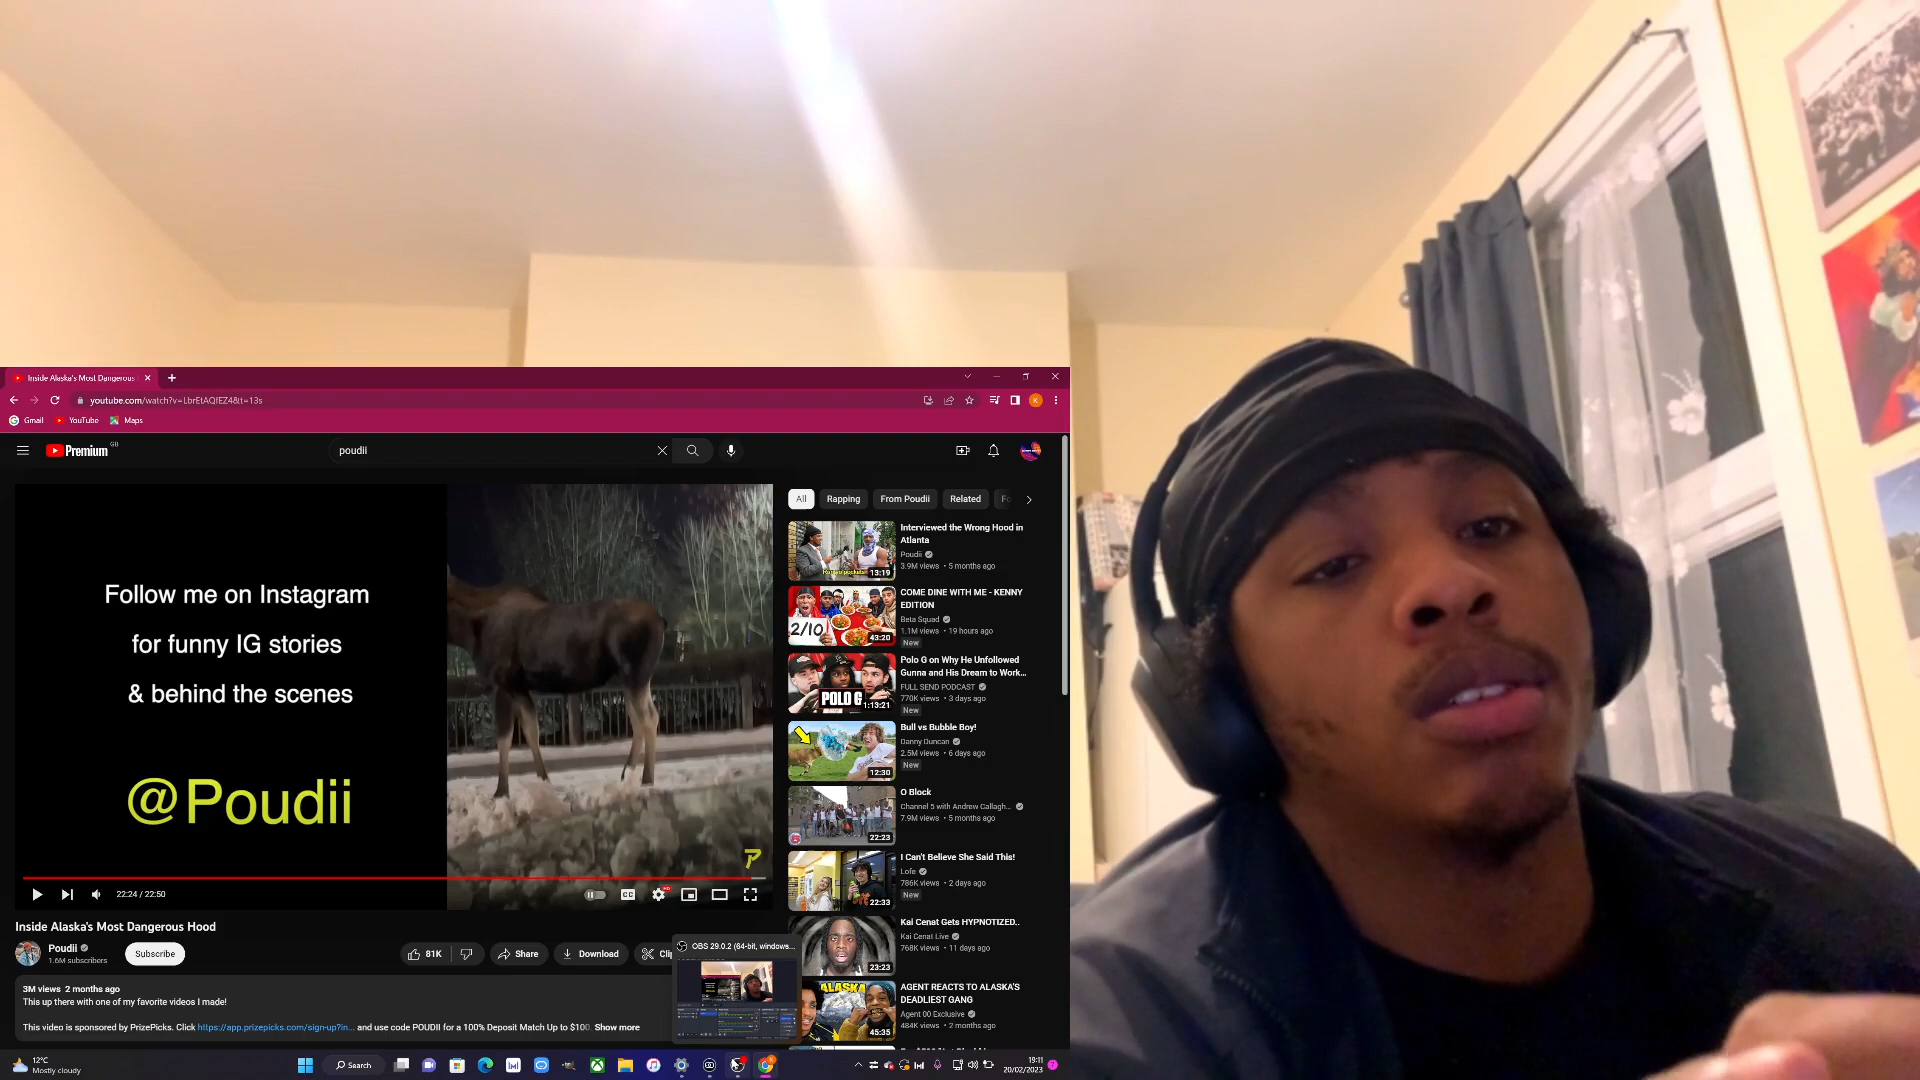 Inside Alaska's Most Dangerous
youtube.com/watch?v=LbrEtAQfEZ4&t=13s
Gmail
YouTube
Maps
Premium
GB
poudii
Follow me on Instagram
for funny IG stories
& behind the scenes
@Poudii
22:24 / 22:50
CC
HD
Inside Alaska's Most Dangerous Hood
Poudii
1.6M subscribers
Subscribe
81K
Share
Download
Clip
3M views 2 months ago
This up there with one of my favorite videos I made!
This video is sponsored by PrizePicks. Click https://app.prizepicks.com/sign-up?in... and use code POUDII for a 100% Deposit Match Up to $100. Show more
All
Rapping
From Poudii
Related
Interviewed the Wrong Hood in
Atlanta
Poudii
3.9M views • 5 months ago
13:19
COME DINE WITH ME - KENNY
EDITION
Beta Squad
1.1M views • 19 hours ago
New
2/10
43:20
Polo G on Why He Unfollowed
Gunna and His Dream to Work...
FULL SEND PODCAST
770K views • 3 days ago
New
POLO G
1:13:21
Bull vs Bubble Boy!
Danny Duncan
2.5M views • 6 days ago
New
12:30
O Block
Channel 5 with Andrew Callagh...
7.9M views • 5 months ago
22:23
I Can't Believe She Said This!
Lofe
786K views • 2 days ago
New
22:33
Kai Cenat Gets HYPNOTIZED..
Kai Cenat Live
768K views • 11 days ago
23:23
AGENT REACTS TO ALASKA'S
DEADLIEST GANG
Agent 00 Exclusive
484K views • 2 months ago
ALASKA
45:35
OBS 29.0.2 (64-bit, windows...
12°C
Mostly cloudy
Search
19:11
20/02/2023